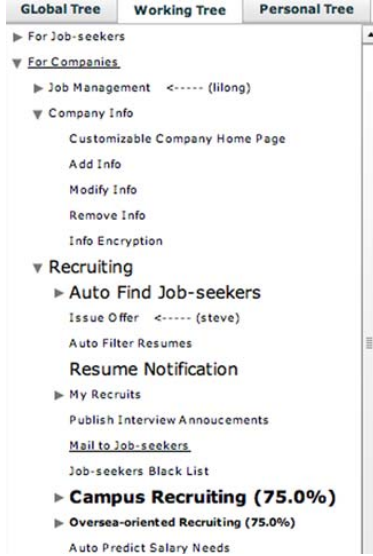 GLobal Tree Working Tree Personal Tree
For Job-seekers
For Companies
Job Management <----- (lilong)
Company Info
Customizable Company Home Page
Add Info
Modify Info
Remove Info
Info Encryption
Recruiting
Auto Find Job-seekers
Issue Offer <----- (steve)
Auto Filter Resumes
Resume Notification
My Recruits
Publish Interview Annoucements
Mail to Job-seekers
Job-seekers Black List
Campus Recruiting (75.0%)
Oversea-oriented Recruiting (75.0%)
Auto Predict Salary Needs